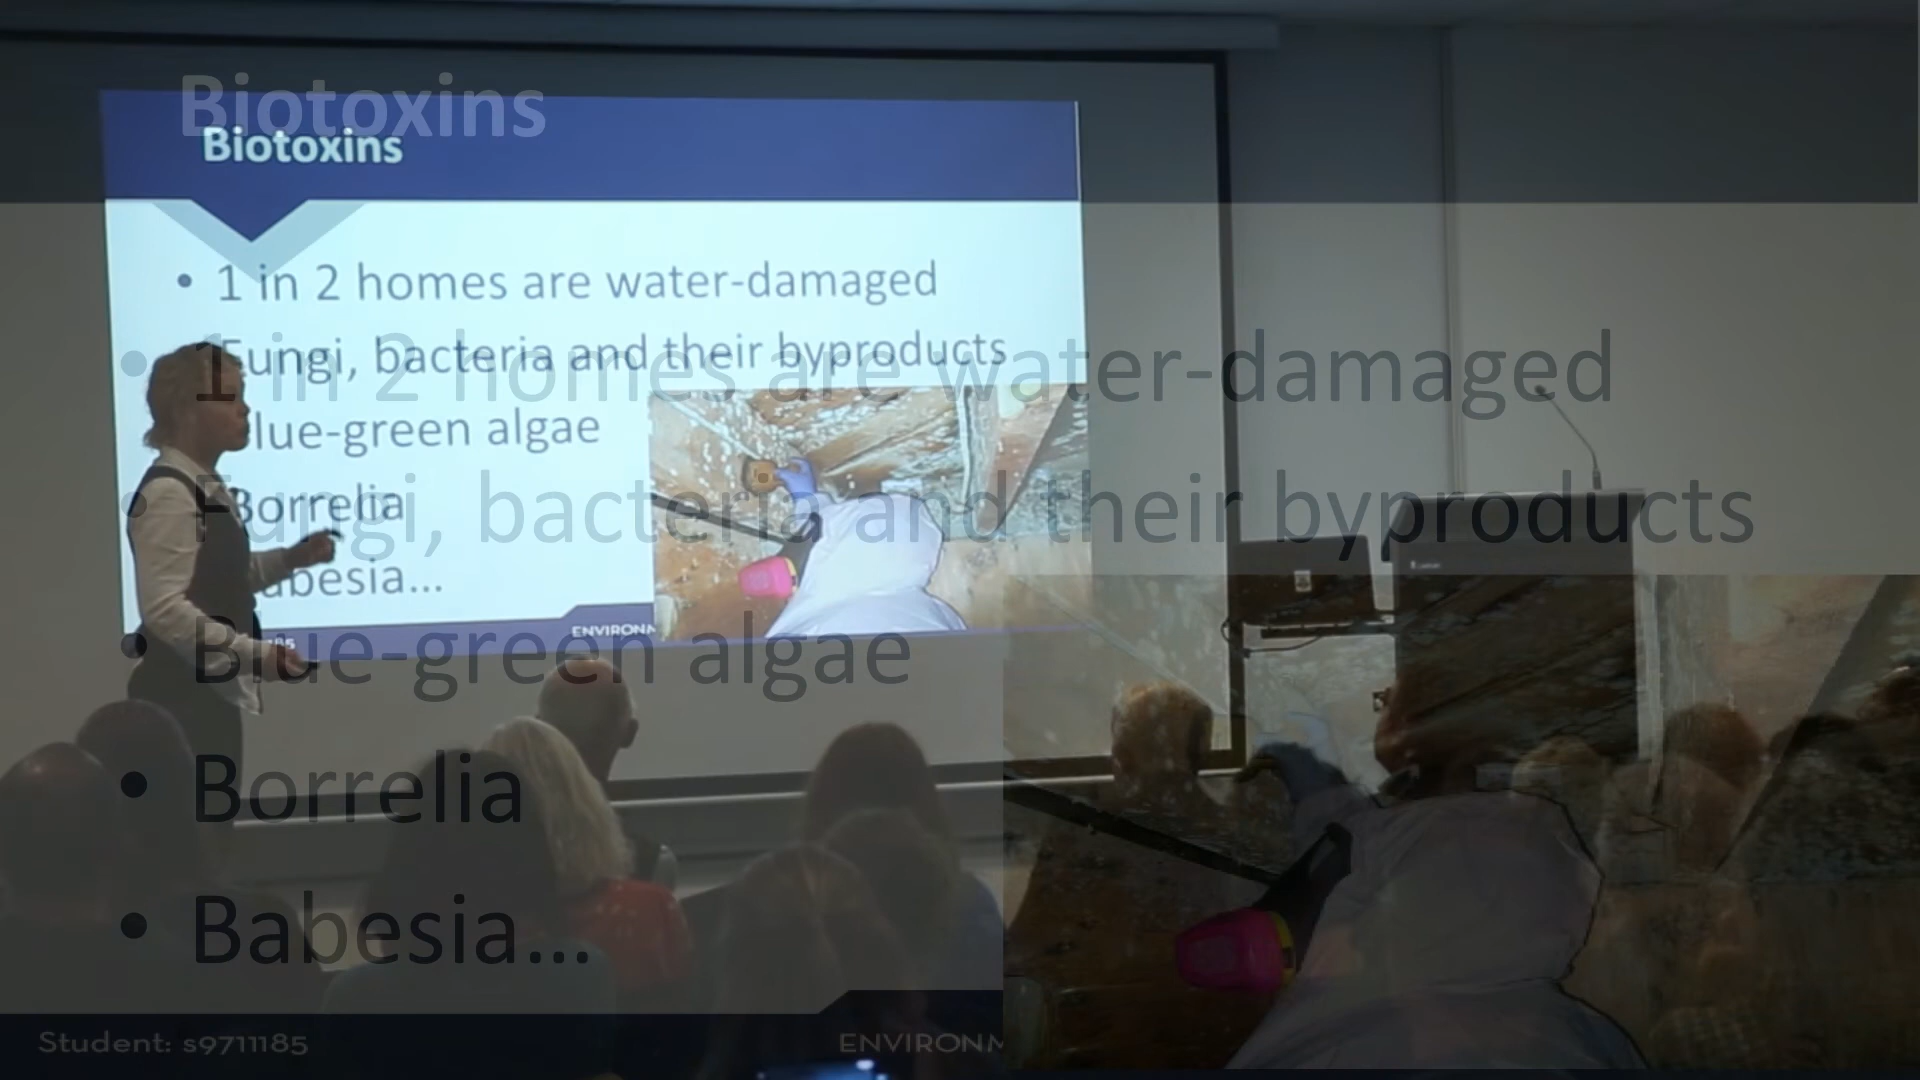 Biotoxins
Biotoxins
• 1 in 2 homes are water-damaged
Fungi, bacteria and their byproducts
Blue-green algae
Borrelia
Babesia...
185
ENVIRONM
• 1 in 2 homes are water-damaged
• Fungi, bacteria and their byproducts
• Blue-green algae
• Borrelia
• Babesia...
Student: s9711185
ENVIRONM